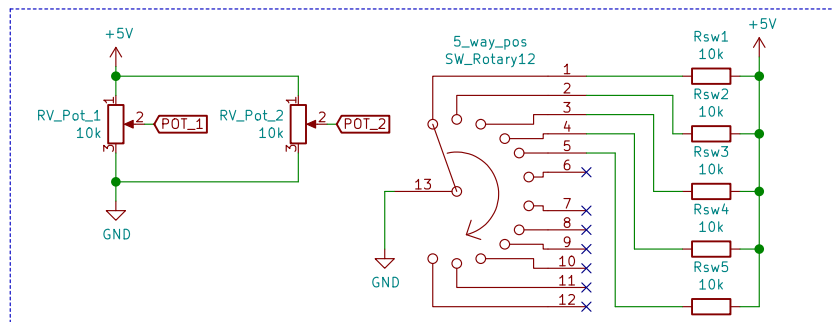 +5V
1
RV_Pot_1
10k
2
POT_1
3
GND
1
RV_Pot_2
10k
2
POT_2
3
5_way_pos
SW_Rotary12
1
2
3
4
5
6
7
8
9
10
11
12
13
GND
+5V
Rsw1
10k
Rsw2
10k
Rsw3
10k
Rsw4
10k
Rsw5
10k